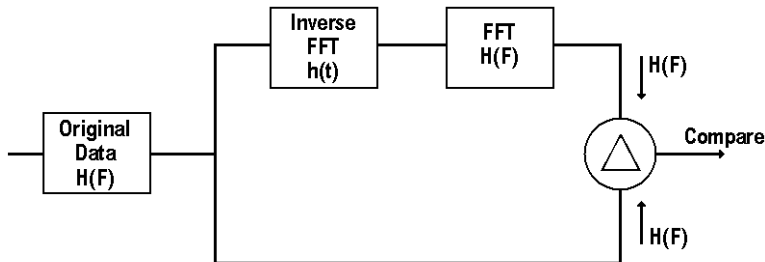 Inverse
FFT
h(t)
FFT
H(F)
H(F)
Original
Data
H(F)
Compare
H(F)